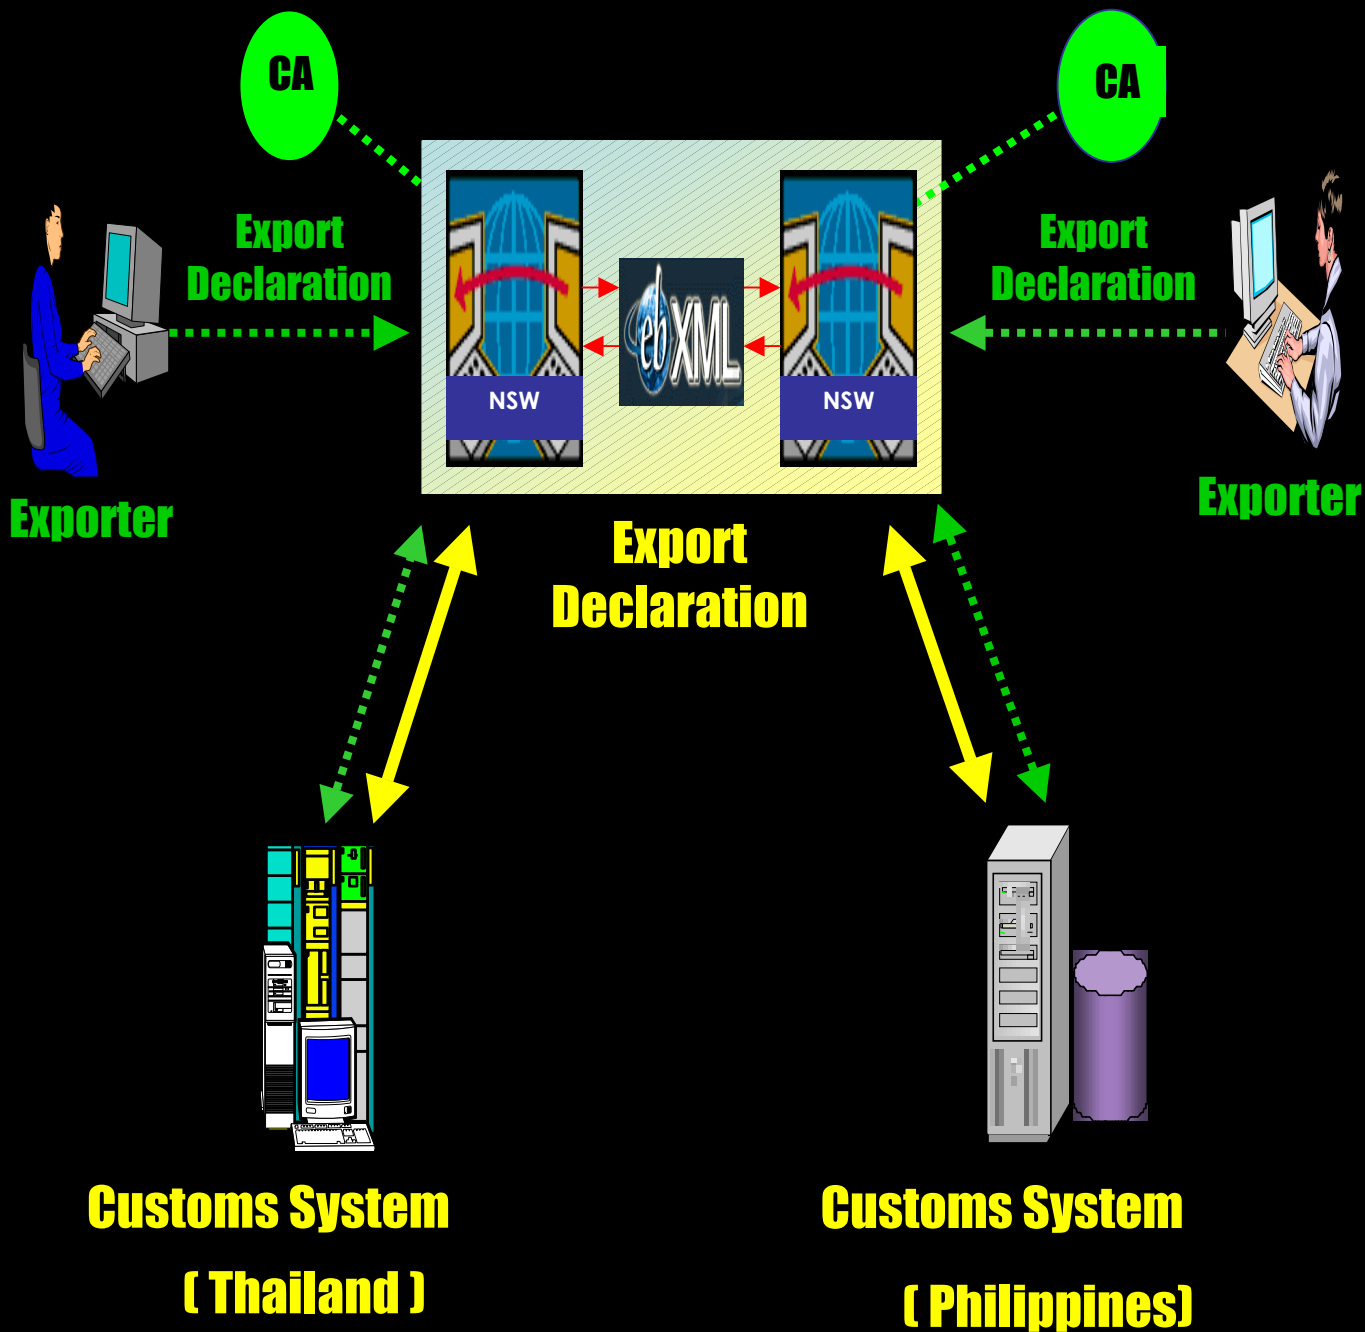 CA
CA
Export
Declaration
Export
Declaration
NSW
ebXML
NSW
Exporter
Exporter
Export
Declaration
Customs System
( Thailand )
Customs System
( Philippines)